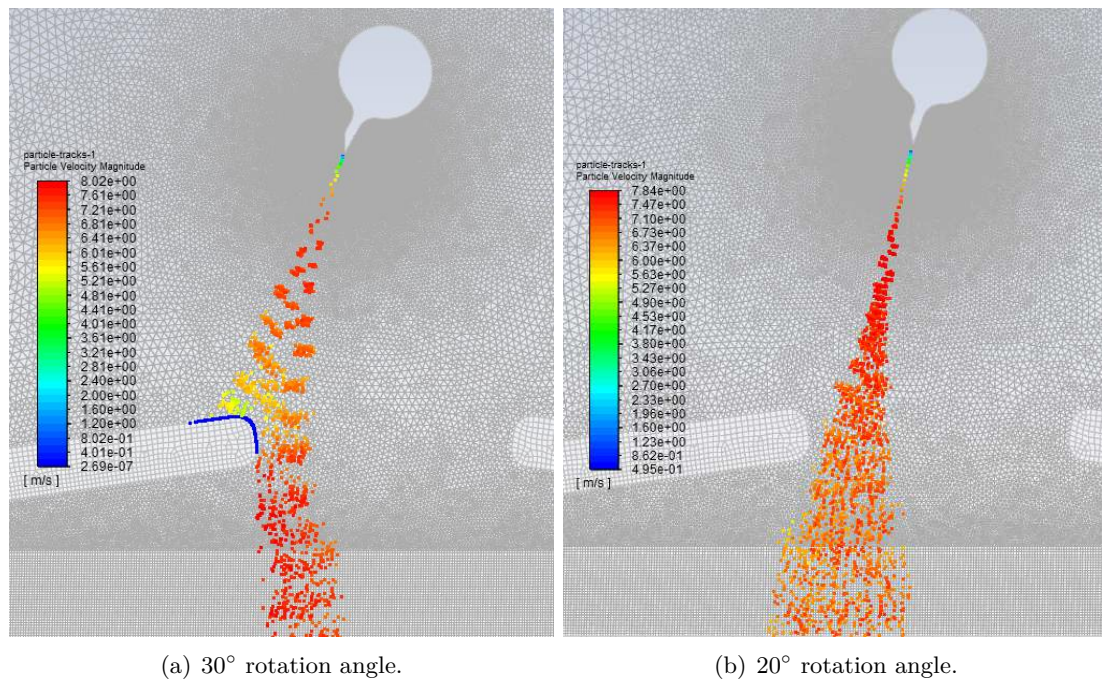 particle-tracks-1
Particle Velocity Magnitude
8.02e+00
7.61e+00
7.21e+00
6.81e+00
6.41e+00
6.01e+00
5.61e+00
5.21e+00
4.81e+00
4.41e+00
4.01e+00
3.61e+00
3.21e+00
2.81e+00
2.40e+00
2.00e+00
1.60e+00
1.20e+00
8.02e-01
4.01e-01
2.69e-07
[ m/s ]
particle-tracks-1
Particle Velocity Magnitude
7.84e+00
7.47e+00
7.10e+00
6.73e+00
6.37e+00
6.00e+00
5.63e+00
5.27e+00
4.90e+00
4.53e+00
4.17e+00
3.80e+00
3.43e+00
3.06e+00
2.70e+00
2.33e+00
1.96e+00
1.60e+00
1.23e+00
8.62e-01
4.95e-01
[ m/s ]
(a) 30° rotation angle.
(b) 20° rotation angle.